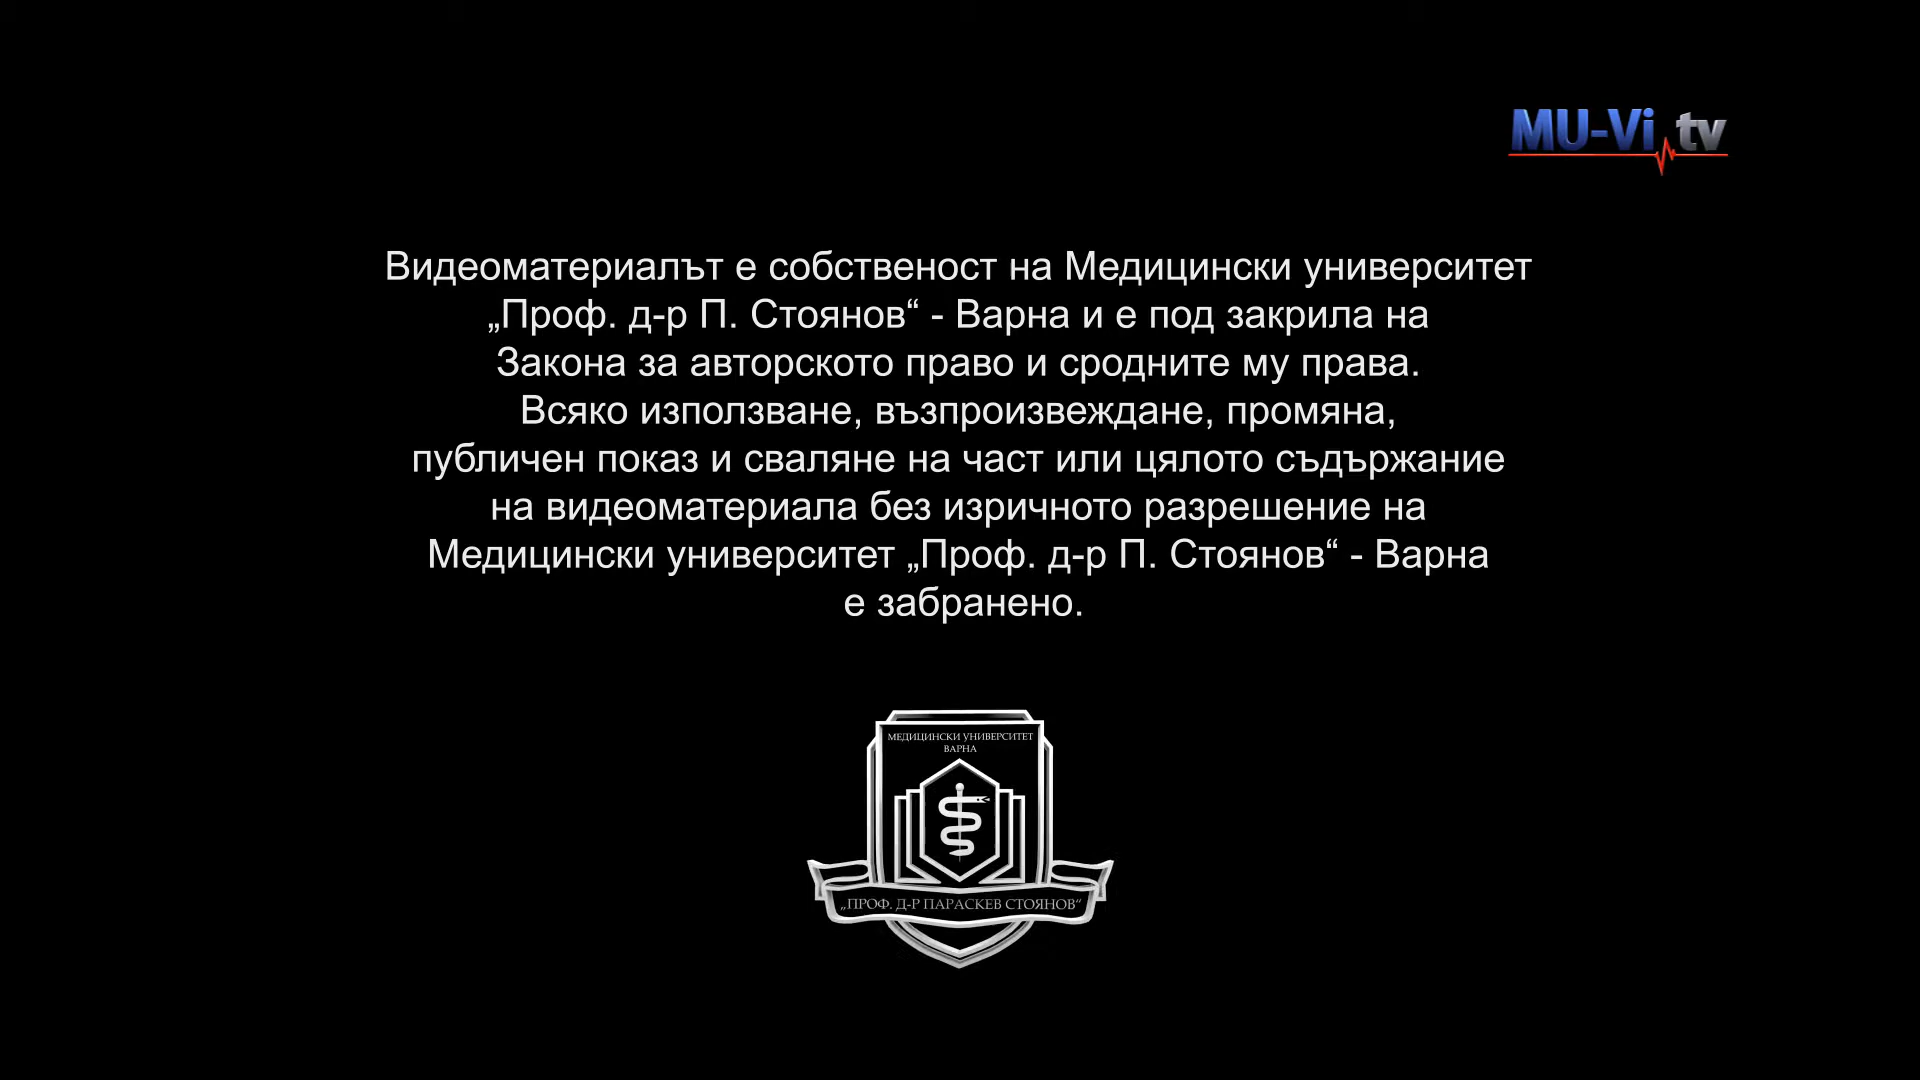 MU-Vi.tv
Видеоматериалът е собственост на Медицински университет
„Проф. д-р П. Стоянов“ - Варна и е под закрила на
Закона за авторското право и сродните му права.
Всяко използване, възпроизвеждане, промяна,
публичен показ и сваляне на част или цялото съдържание
на видеоматериала без изричното разрешение на
Медицински университет „Проф. д-р П. Стоянов“ - Варна
е забранено.
МЕДИЦИНСКИ УНИВЕРСИТЕТ
ВАРНА
„ПРОФ. Д-Р ПАРАСКЕВ СТОЯНОВ“